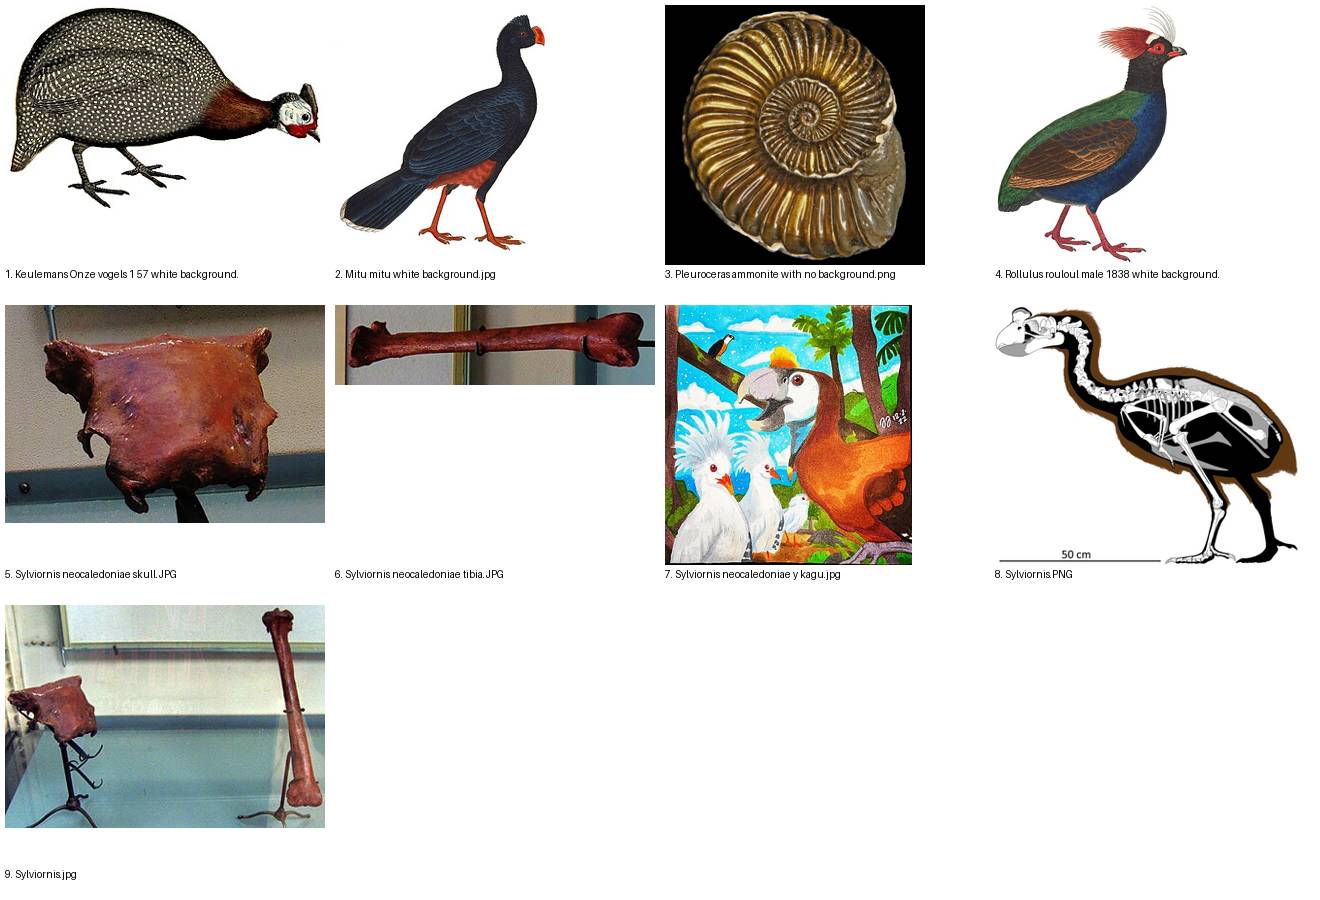 1. Keulemans Onze vogels 1 57 white background.
2. Mitu mitu white background.jpg
3. Pleuroceras ammonite with no background.png
4. Rollulus rouloul male 1838 white background.
50 cm
5. Sylviornis neocaledoniae skull.JPG
6. Sylviornis neocaledoniae tibia.JPG
7. Sylviornis neocaledoniae y kagu.jpg
8. Sylviornis.PNG
9. Sylviornis.jpg